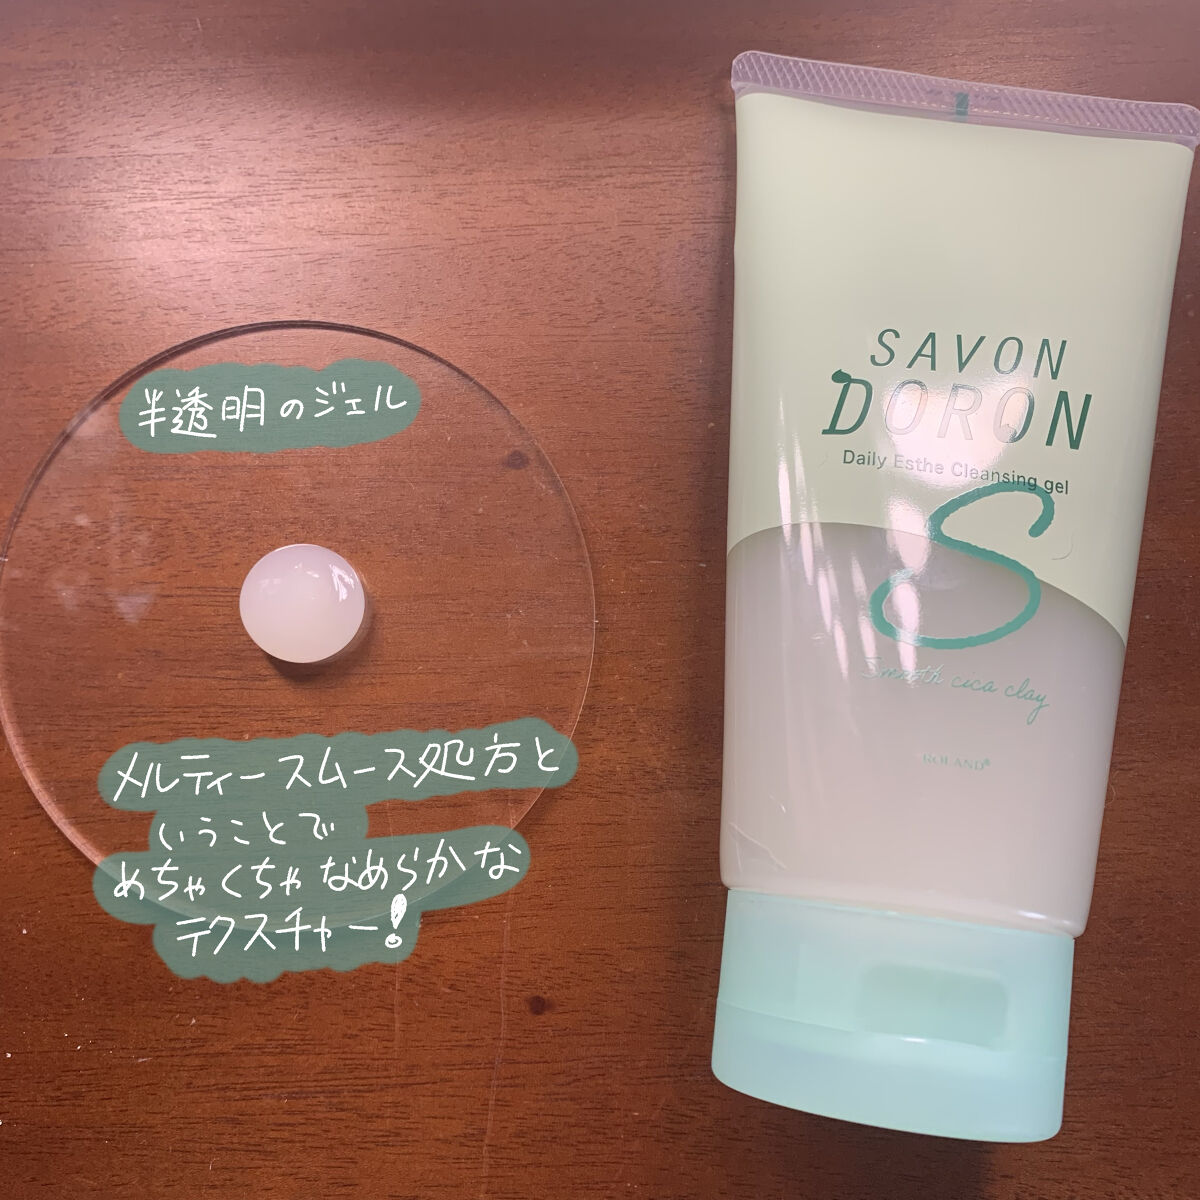 半透明のジェル
メルティースムース処方と
いうことで
めちゃくちゃなめらかな
テクスチャー!
SAVON
DORON
Daily Esthe Cleansing gel
S
Smooth cica clay
ROLAND®